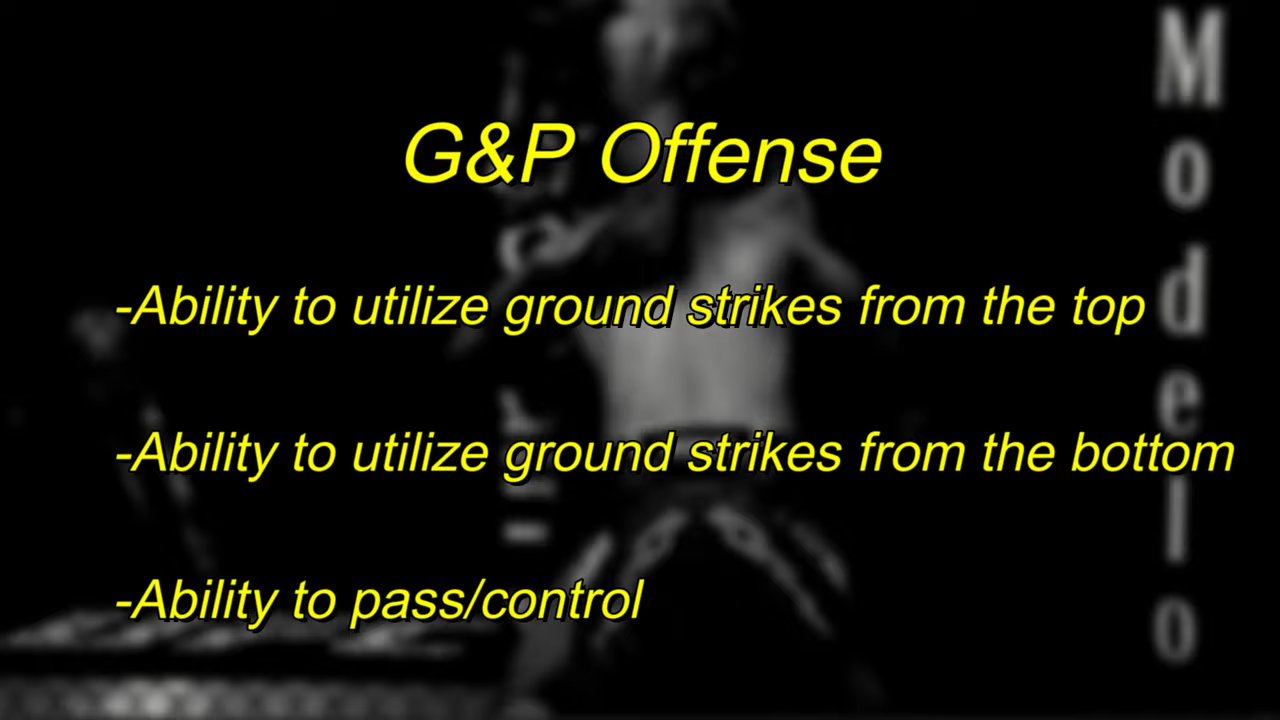 G&P Offense
-Ability to utilize ground strikes from the top
-Ability to utilize ground strikes from the bottom
-Ability to pass/control
Modelo